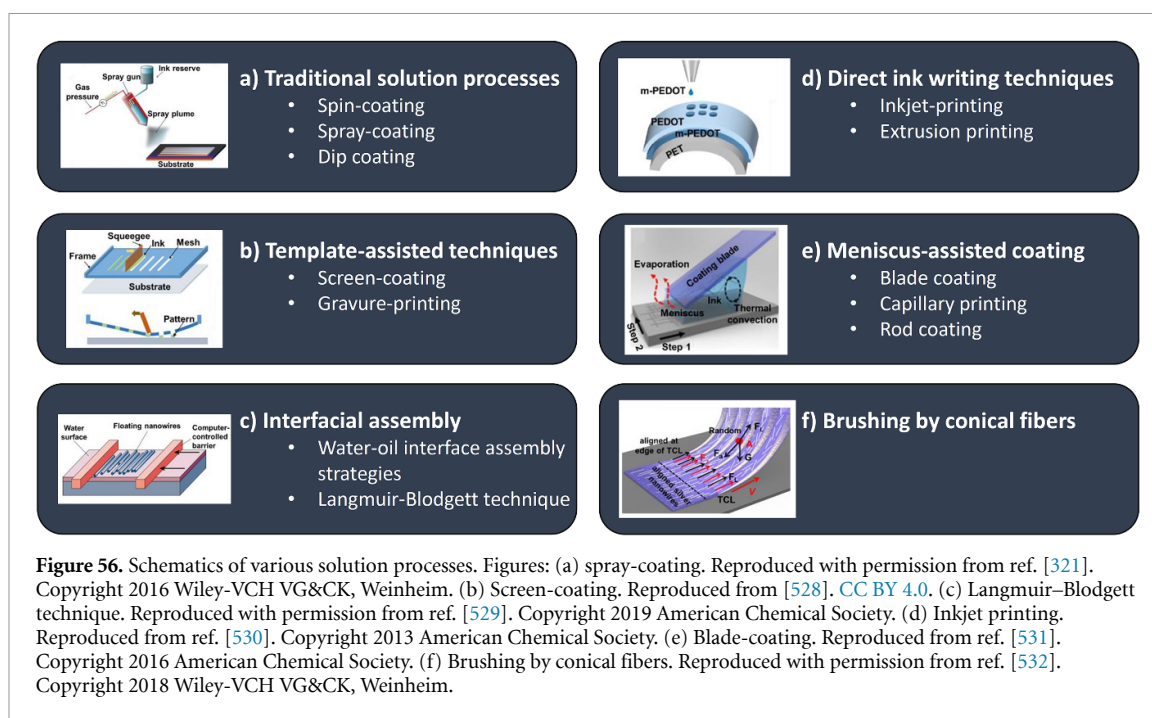 Gas
pressure
Spray gun
Ink reserve
Spray plume
Substrate
a) Traditional solution processes
• Spin-coating
• Spray-coating
• Dip coating
m-PEDOT
PEDOT
m-PEDOT
PET
d) Direct ink writing techniques
• Inkjet-printing
• Extrusion printing
Squeegee
Ink
Mesh
Frame
Substrate
Pattern
b) Template-assisted techniques
• Screen-coating
• Gravure-printing
Evaporation
Coating blade
Ink
Meniscus
Thermal
convection
Step 2
Step 1
e) Meniscus-assisted coating
• Blade coating
• Capillary printing
• Rod coating
Water
surface
Floating nanowires
Computer-
controlled
barrier
c) Interfacial assembly
• Water-oil interface assembly
strategies
• Langmuir-Blodgett technique
aligned at
edge of TCL
Random
A
G
TCL
V
aligned silver
nanowires
f) Brushing by conical fibers
Figure 56. Schematics of various solution processes. Figures: (a) spray-coating. Reproduced with permission from ref. [321].
Copyright 2016 Wiley-VCH VG&CK, Weinheim. (b) Screen-coating. Reproduced from [528]. CC BY 4.0. (c) Langmuir–Blodgett
technique. Reproduced with permission from ref. [529]. Copyright 2019 American Chemical Society. (d) Inkjet printing.
Reproduced from ref. [530]. Copyright 2013 American Chemical Society. (e) Blade-coating. Reproduced from ref. [531].
Copyright 2016 American Chemical Society. (f) Brushing by conical fibers. Reproduced with permission from ref. [532].
Copyright 2018 Wiley-VCH VG&CK, Weinheim.